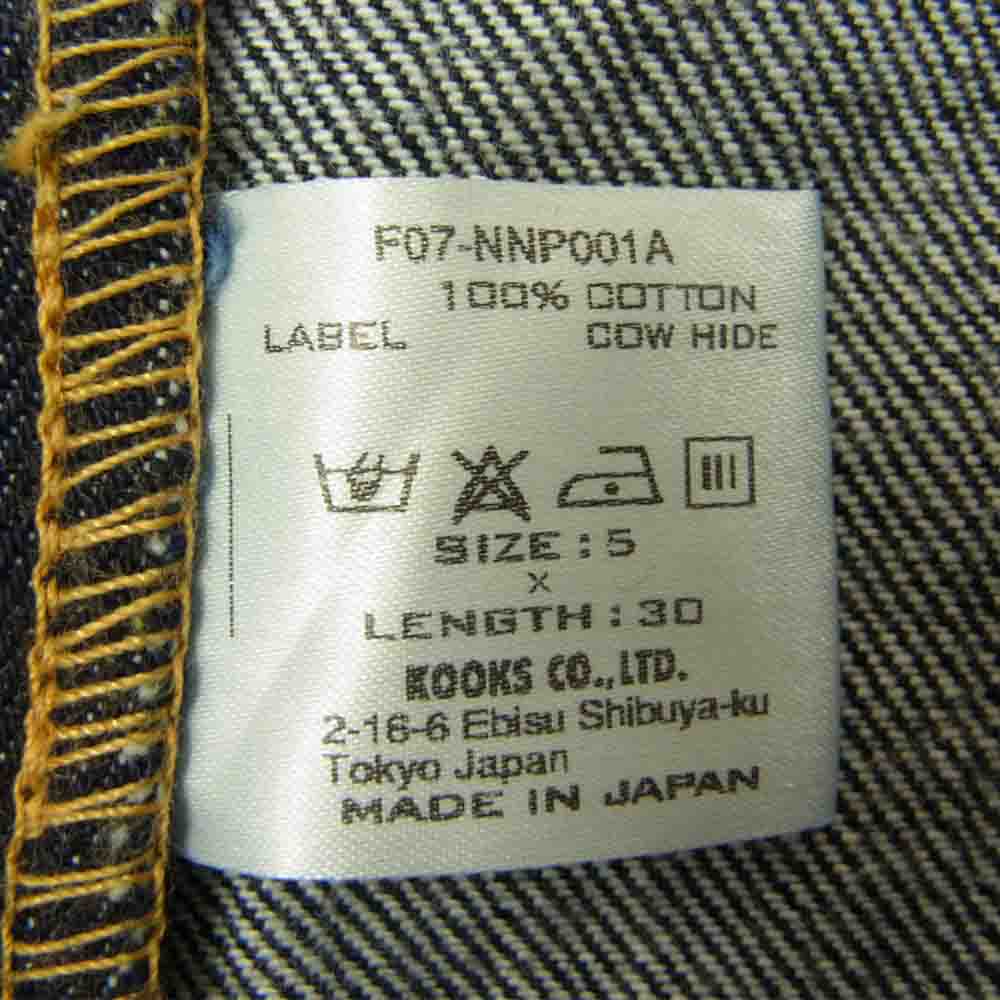 F07-NNP001A
100% COTTON
LABEL COW HIDE
SIZE : 5
x
LENGTH : 30
KOOKS CO., LTD.
2-16-6 Ebisu Shibuya-ku
Tokyo Japan
MADE IN JAPAN